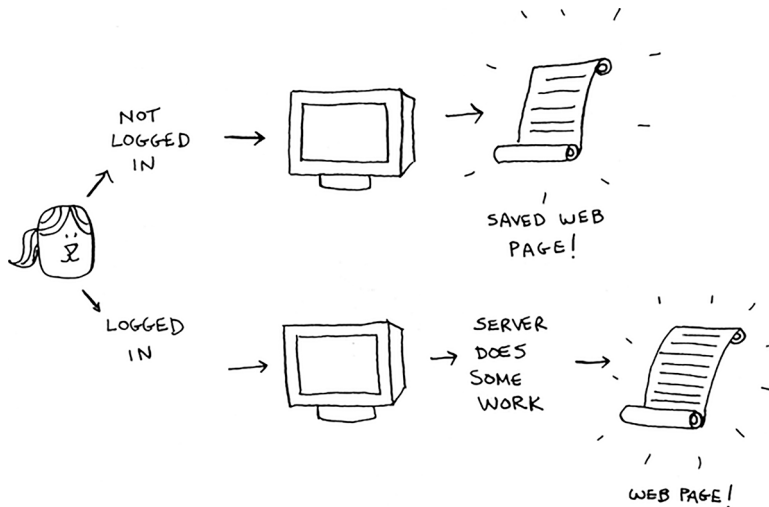 NOT
LOGGED
IN
SAVED WEB
PAGE!
LOGGED
IN
SERVER
DOES
SOME
WORK
WEB PAGE!